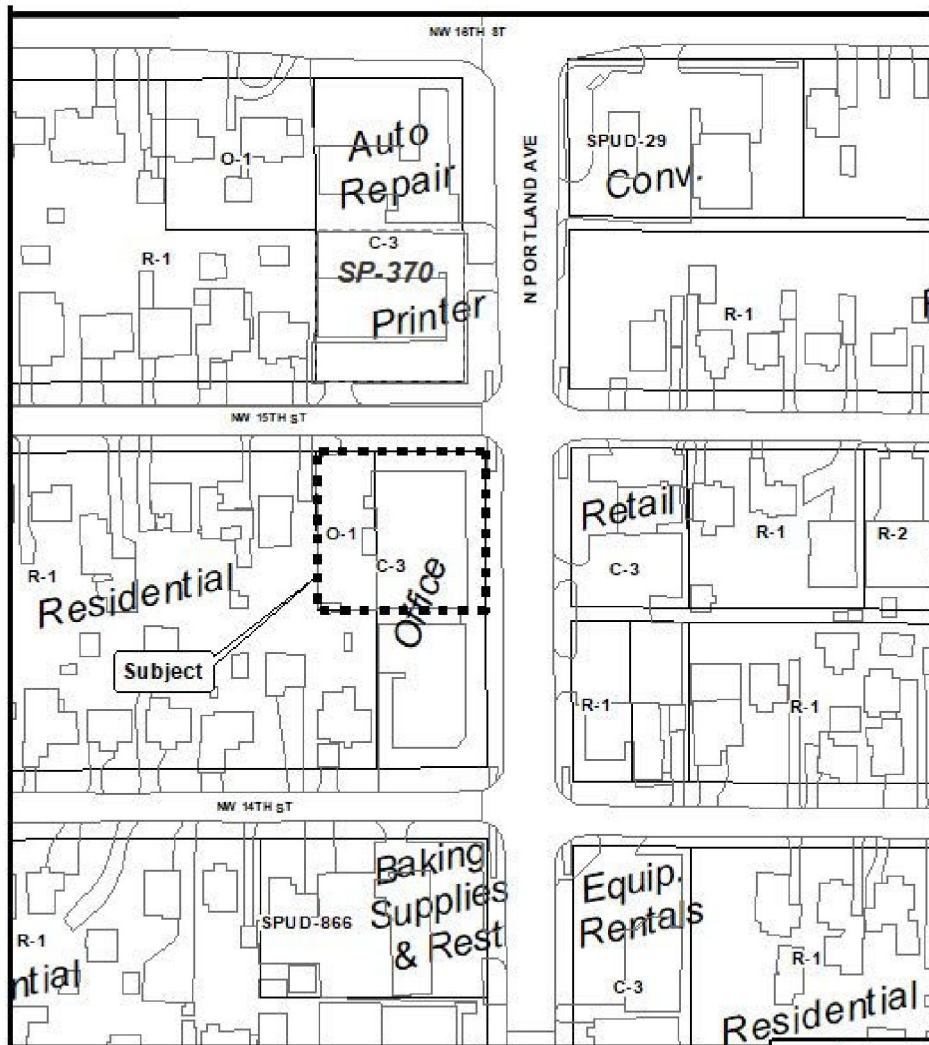 NW 16TH ST
Auto
Repair
O-1
SPUD-29
Conv.
N PORTLAND AVE
R-1
C-3
SP-370
Printer
R-1
NW 15TH ST
O-1
C-3
Office
R-1
Residential
Subject
Retail
C-3
R-1
R-2
R-1
R-1
NW 14TH ST
Baking
Supplies
& Rest
SPUD-866
R-1
ntial
Equip.
Rentals
C-3
R-1
Residential